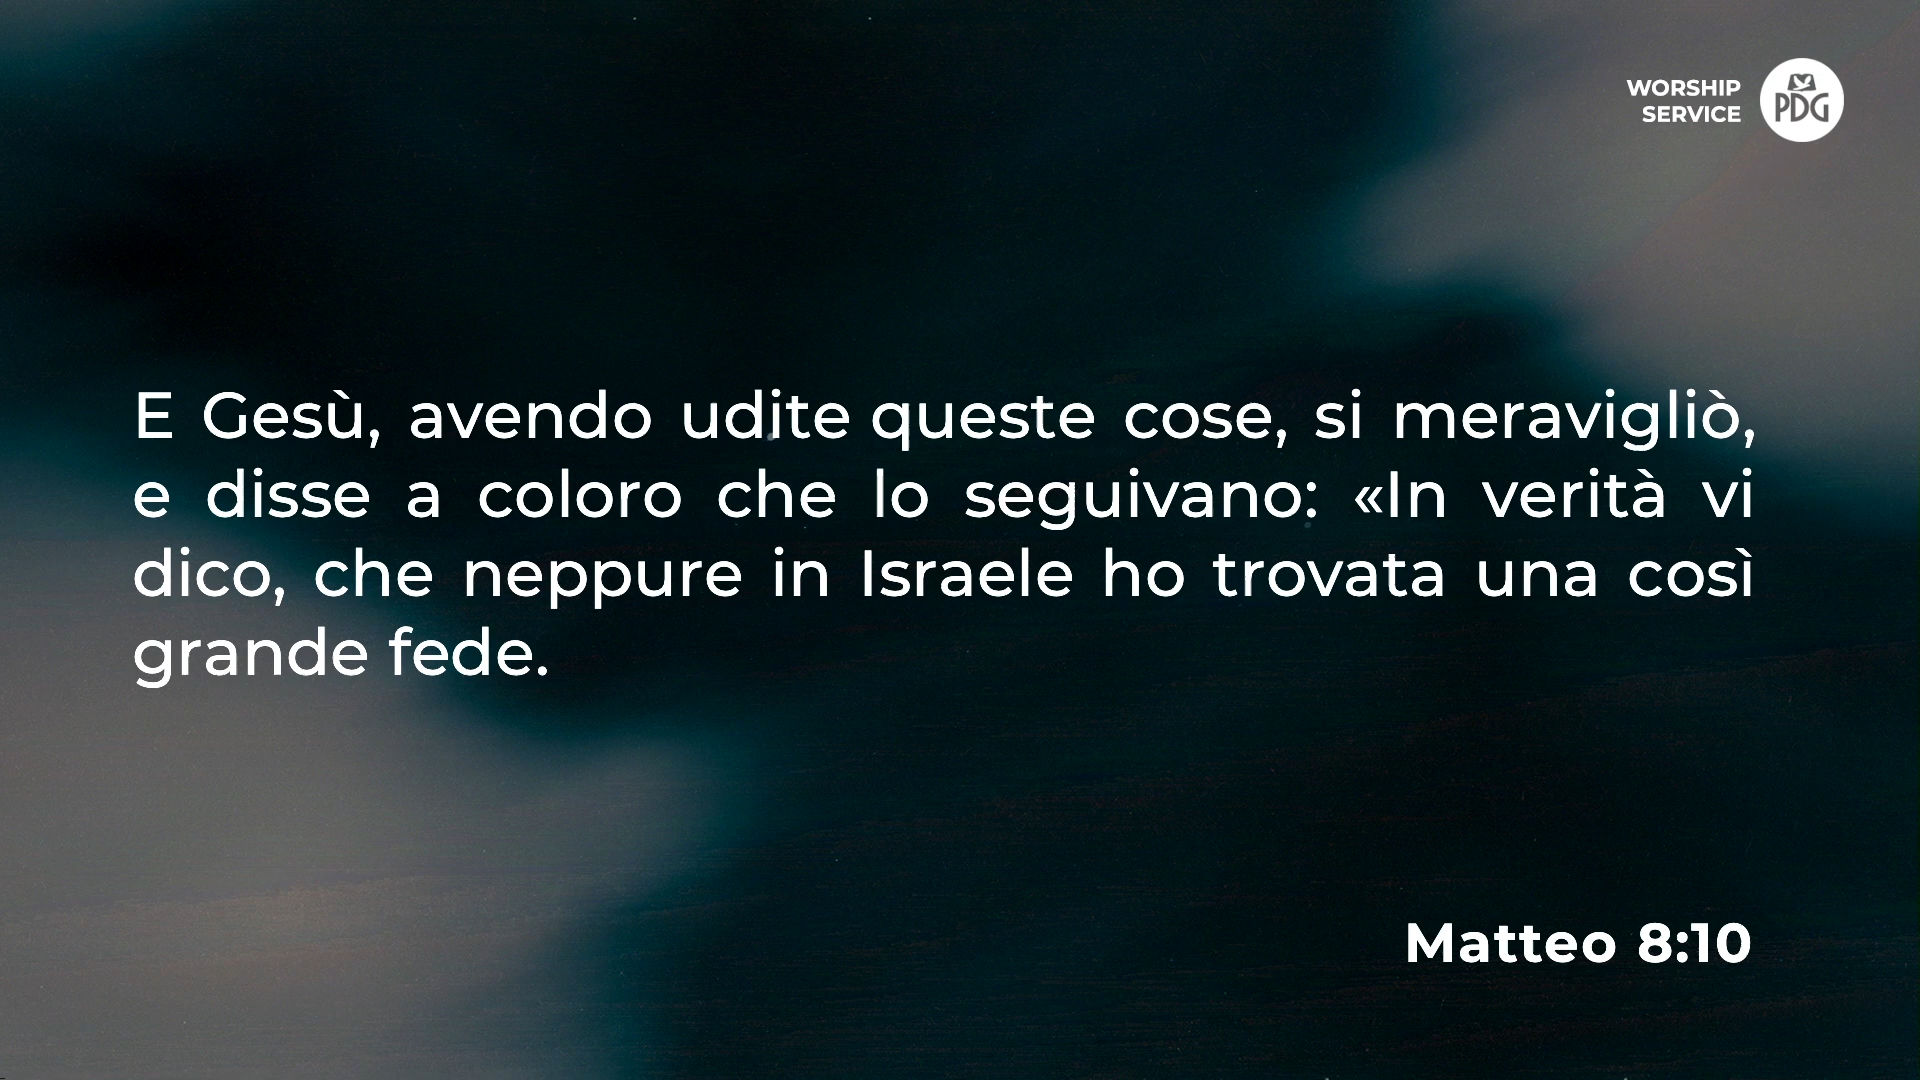 WORSHIP
SERVICE
PDG
E Gesù, avendo udite queste cose, si meravigliò,
e disse a coloro che lo seguivano: «In verità vi
dico, che neppure in Israele ho trovata una così
grande fede.
Matteo 8:10